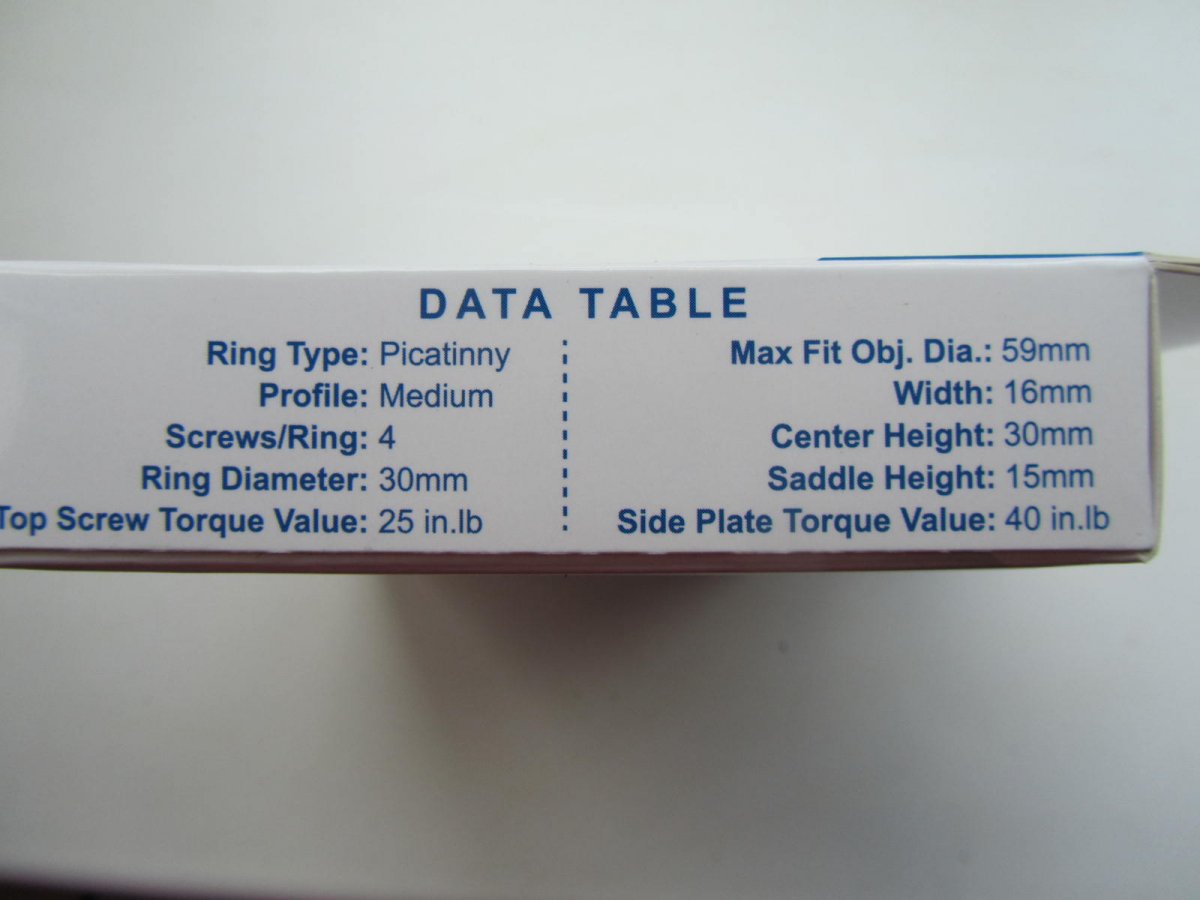 DATA TABLE
Ring Type: Picatinny
Profile: Medium
Screws/Ring: 4
Ring Diameter: 30mm
Top Screw Torque Value: 25 in.lb
Max Fit Obj. Dia.: 59mm
Width: 16mm
Center Height: 30mm
Saddle Height: 15mm
Side Plate Torque Value: 40 in.lb